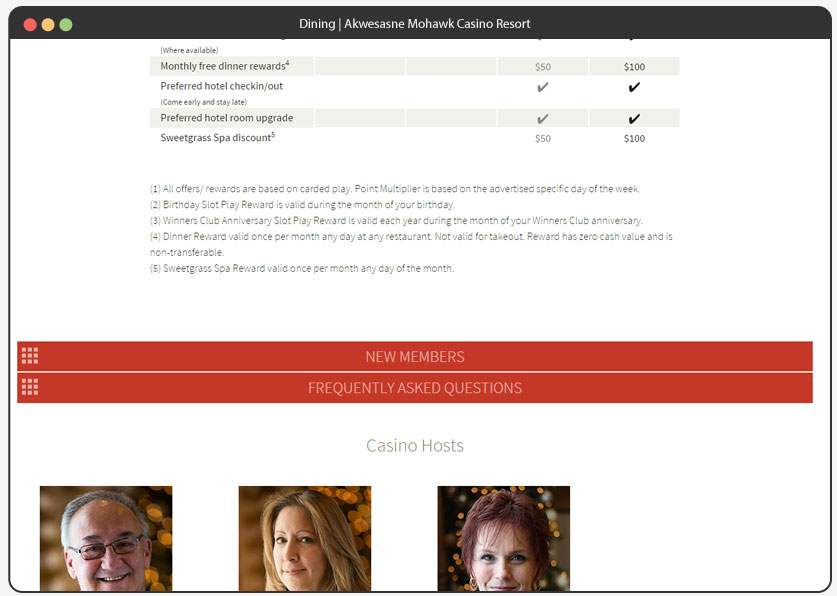 Dining | Akwesasne Mohawk Casino Resort
(Where available)
Monthly free dinner rewards4 $50 $100
Preferred hotel checkin/out ✔ ✔
(Come early and stay late)
Preferred hotel room upgrade ✔ ✔
Sweetgrass Spa discount5 $50 $100
(1) All offers/ rewards are based on carded play. Point Multiplier is based on the advertised specific day of the week.
(2) Birthday Slot Play Reward is valid during the month of your birthday.
(3) Winners Club Anniversary Slot Play Reward is valid each year during the month of your Winners Club anniversary.
(4) Dinner Reward valid once per month any day at any restaurant. Not valid for takeout. Reward has zero cash value and is
non-transferable.
(5) Sweetgrass Spa Reward valid once per month any day of the month.
NEW MEMBERS
FREQUENTLY ASKED QUESTIONS
Casino Hosts